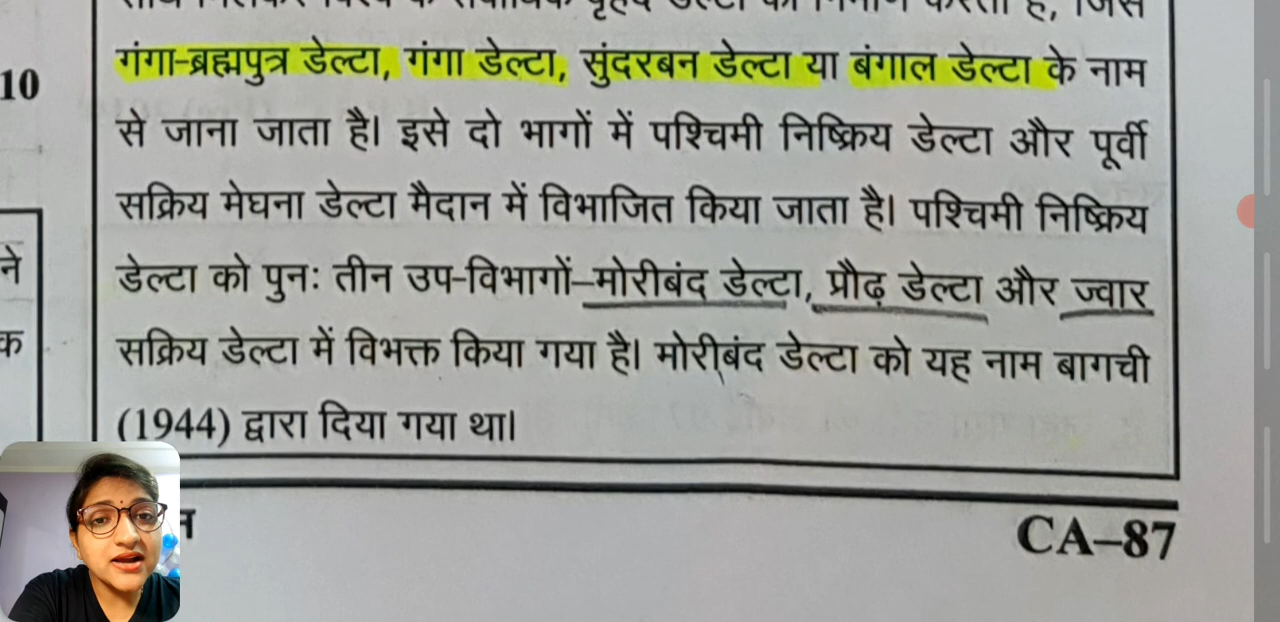 गंगा-ब्रह्मपुत्र डेल्टा, गंगा डेल्टा, सुंदरबन डेल्टा या बंगाल डेल्टा के नाम
10
से जाना जाता है। इसे दो भागों में पश्चिमी निष्क्रिय डेल्टा और पूर्वी
सक्रिय मेघना डेल्टा मैदान में विभाजित किया जाता है। पश्चिमी निष्क्रिय
ने
डेल्टा को पुनः तीन उप-विभागों–मोरीबंद डेल्टा, प्रौढ़ डेल्टा और ज्वार
क
सक्रिय डेल्टा में विभक्त किया गया है। मोरीबंद डेल्टा को यह नाम बागची
(1944) द्वारा दिया गया था।
CA–87